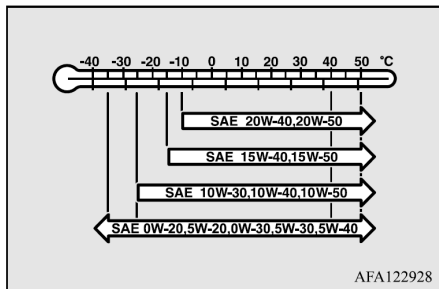 -40 -30 -20 -10 0 10 20 30 40 50 °C
SAE 20W-40,20W-50
SAE 15W-40,15W-50
SAE 10W-30,10W-40,10W-50
SAE 0W-20,5W-20,0W-30,5W-30,5W-40
AFA122928